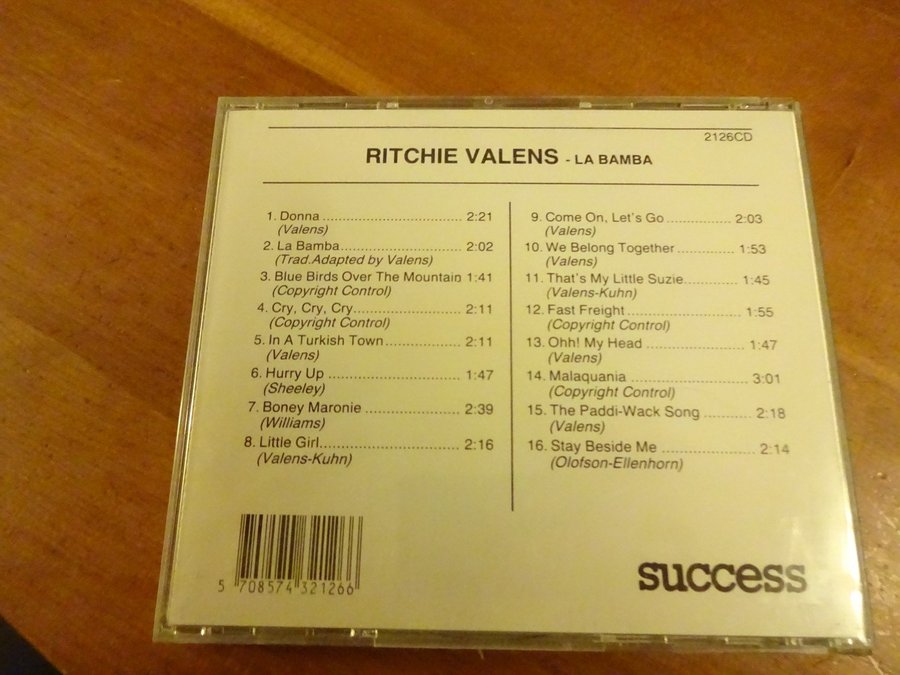 2126CD
RITCHIE VALENS - LA BAMBA
1. Donna .................................. 2:21
(Valens)
2. La Bamba............................. 2:02
(Trad.Adapted by Valens)
3. Blue Birds Over The Mountain 1:41
(Copyright Control)
4. Cry, Cry, Cry.......................... 2:11
(Copyright Control)
5. In A Turkish Town.................. 2:11
(Valens)
6. Hurry Up ............................... 1:47
(Sheeley)
7. Boney Maronie ...................... 2:39
(Williams)
8. Little Girl................................. 2:16
(Valens-Kuhn)
9. Come On, Let's Go ................ 2:03
(Valens)
10. We Belong Together .............. 1:53
(Valens)
11. That's My Little Suzie............. 1:45
(Valens-Kuhn)
12. Fast Freight ........................... 1:55
(Copyright Control)
13. Ohh! My Head ....................... 1:47
(Valens)
14. Malaquania ............................ 3:01
(Copyright Control)
15. The Paddi-Wack Song ............ 2:18
(Valens)
16. Stay Beside Me ...................... 2:14
(Olofson-Ellenhorn)
5 708574 321266
success